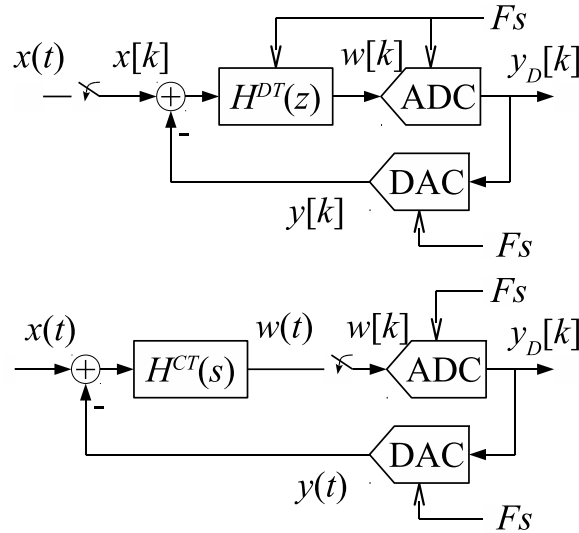 Fs
x(t)
x[k]
w[k]
y_D[k]
+
H^{DT}(z)
ADC
-
DAC
y[k]
Fs
Fs
x(t)
w(t)
w[k]
y_D[k]
+
H^{CT}(s)
ADC
-
DAC
y(t)
Fs